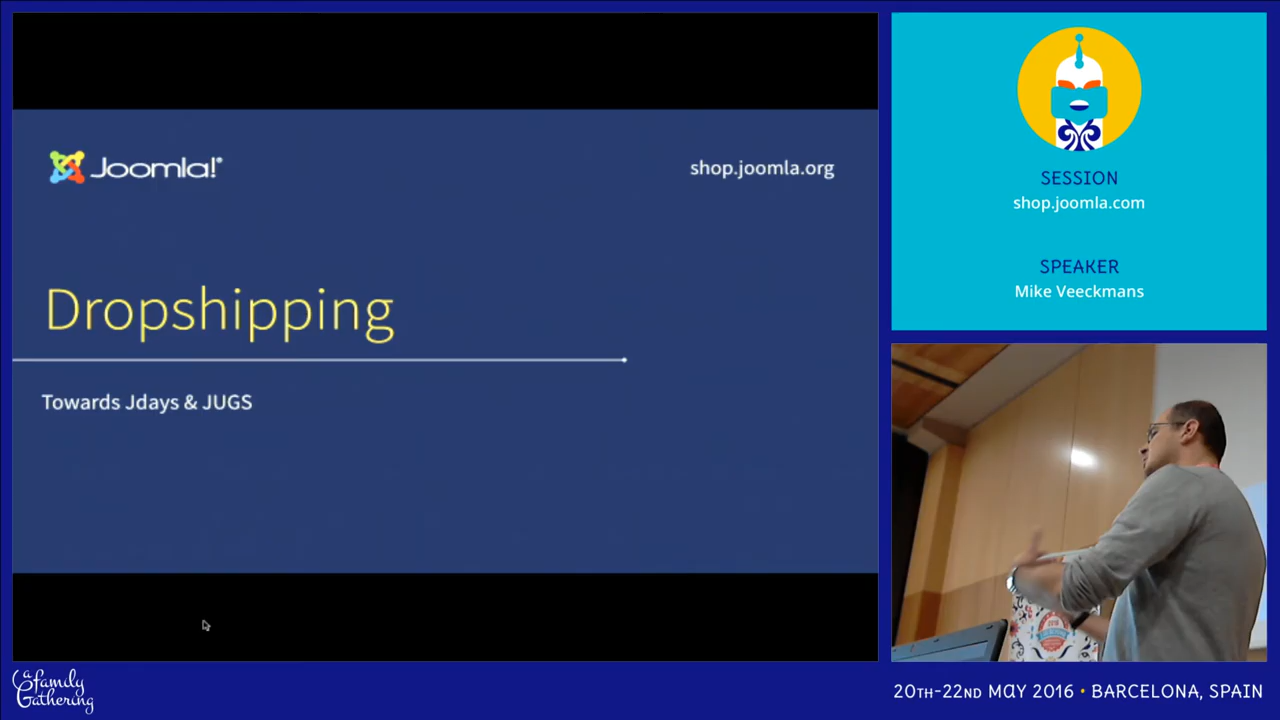 Joomla!®
shop.joomla.org
Dropshipping
Towards Jdays & JUGS
SESSION
shop.joomla.com
SPEAKER
Mike Veeckmans
a family
Gathering
20TH-22ND MAY 2016 • BARCELONA, SPAIN